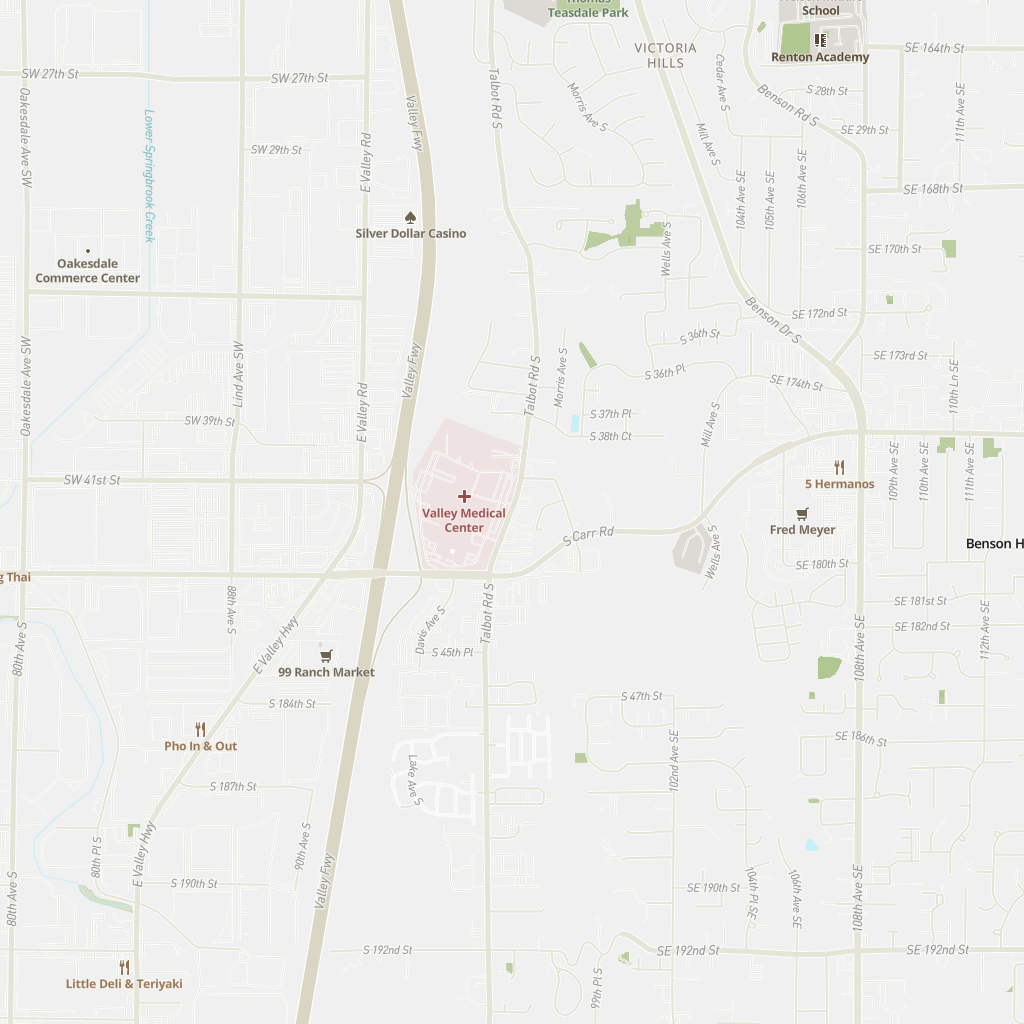 Thomas
Teasdale Park
School
Renton Academy
VICTORIA
HILLS
SE 164th St
SW 27th St
SW 27th St
Oakesdale Ave SW
Lower Springbrook Creek
Valley Fwy
Talbot Rd S
Morris Ave S
Cedar Ave S
Benson Rd S
S 28th St
SE 29th St
111th Ave SE
Mill Ave S
E Valley Rd
SW 29th St
104th Ave SE
105th Ave SE
106th Ave SE
SE 168th St
Silver Dollar Casino
Wells Ave S
SE 170th St
Oakesdale
Commerce Center
Benson Dr S
SE 172nd St
S 36th St
SE 173rd St
Oakesdale Ave SW
Lind Ave SW
Valley Fwy
E Valley Rd
Talbot Rd S
Morris Ave S
S 36th Pl
SE 174th St
110th Ln SE
S 37th Pl
S 38th Ct
Mill Ave S
SW 39th St
SW 41st St
5 Hermanos
109th Ave SE
110th Ave SE
111th Ave SE
Valley Medical
Center
Fred Meyer
S Carr Rd
Wells Ave S
Benson H
SE 180th St
g Thai
88th Ave S
SE 181st St
SE 182nd St
112th Ave SE
80th Ave S
E Valley Hwy
Davis Ave S
Talbot Rd S
S 45th Pl
108th Ave SE
99 Ranch Market
S 184th St
S 47th St
Pho In & Out
SE 186th St
102nd Ave SE
Lake Ave S
S 187th St
E Valley Hwy
80th Pl S
90th Ave S
Valley Fwy
S 190th St
SE 190th St
104th Pl SE
106th Ave SE
108th Ave SE
80th Ave S
S 192nd St
SE 192nd St
SE 192nd St
99th Pl S
Little Deli & Teriyaki